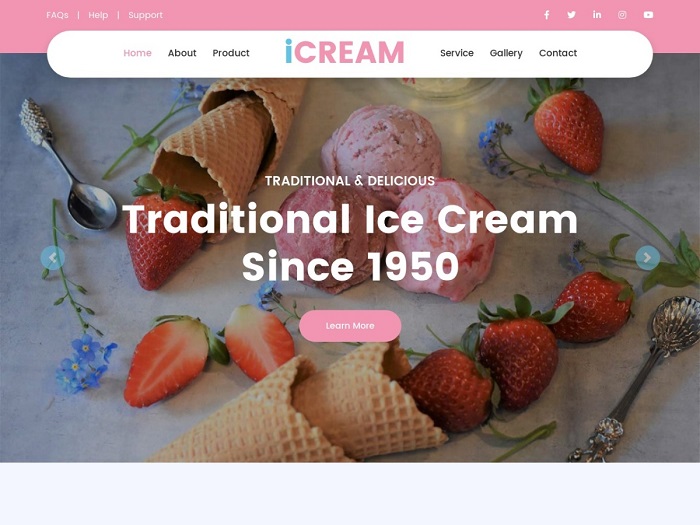 FAQs | Help | Support
Home About Product iCREAM Service Gallery Contact
TRADITIONAL & DELICIOUS
Traditional Ice Cream
Since 1950
Learn More